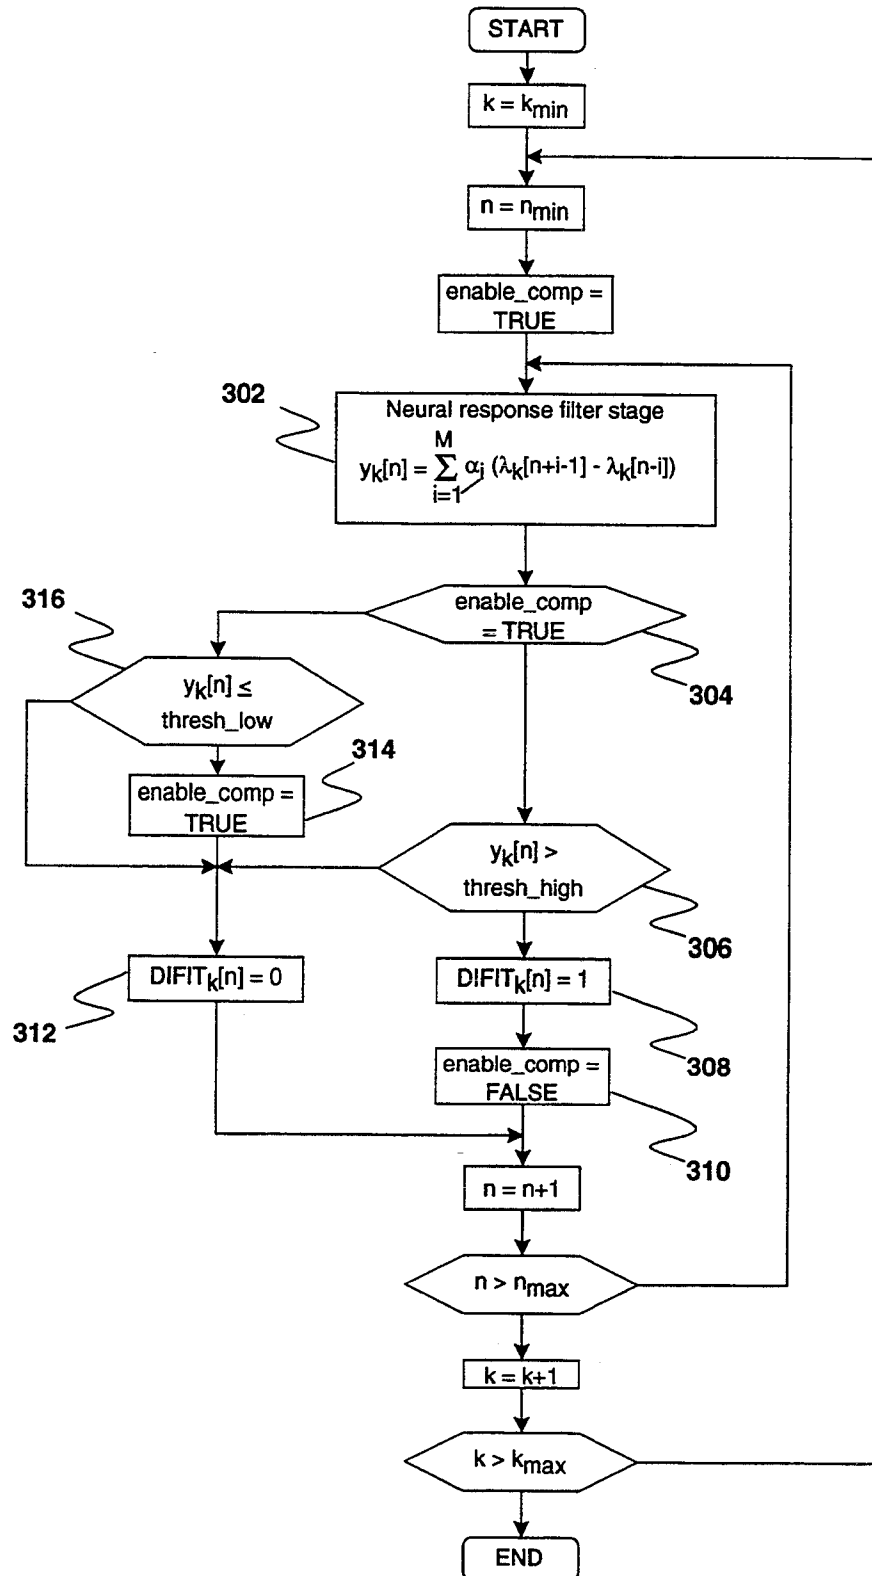 START
k = kmin
n = nmin
enable_comp =
TRUE
302
Neural response filter stage
M
yk[n] = Σ αi (λk[n+i-1] - λk[n-i])
i=1
316
enable_comp
= TRUE
304
yk[n] ≤
thresh_low
314
enable_comp =
TRUE
yk[n] >
thresh_high
306
DIFITk[n] = 0
312
DIFITk[n] = 1
308
enable_comp =
FALSE
310
n = n+1
n > nmax
k = k+1
k > kmax
END